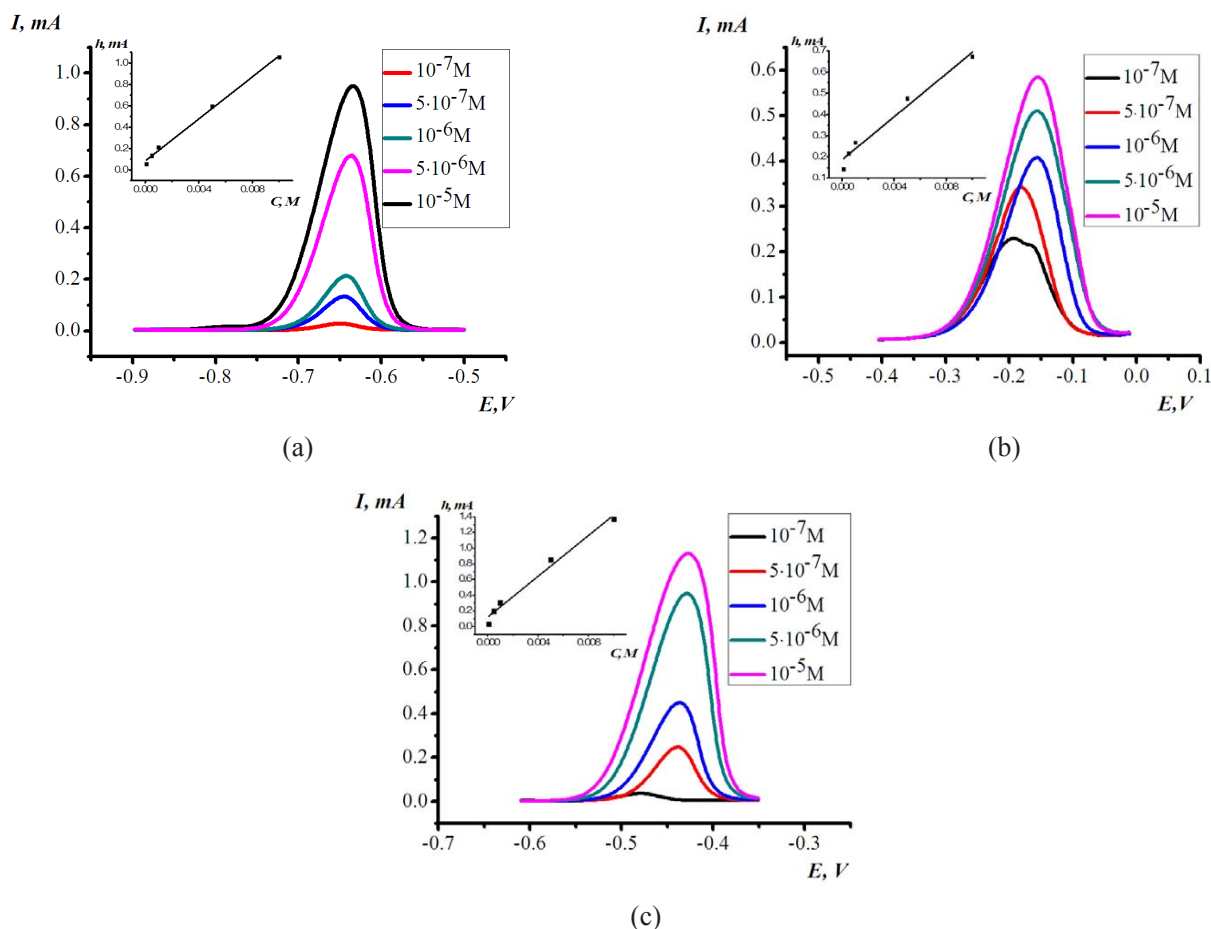 I, mA
h, mA
1.0
0.8
0.6
0.4
0.2
0.0
1.0
0.8
0.6
0.4
0.2
0.0
0.000
0.004
0.008
C, M
10⁻⁷M
5·10⁻⁷M
10⁻⁶M
5·10⁻⁶M
10⁻⁵M
-0.9
-0.8
-0.7
-0.6
-0.5
E, V
(a)
I, mA
h, mA
0.7
0.6
0.4
0.3
0.2
0.1
0.6
0.5
0.4
0.3
0.2
0.1
0.0
0.000
0.004
0.008
C, M
10⁻⁷M
5·10⁻⁷M
10⁻⁶M
5·10⁻⁶M
10⁻⁵M
-0.5
-0.4
-0.3
-0.2
-0.1
0.0
0.1
E, V
(b)
I, mA
h, mA
1.4
1.2
1.0
0.8
0.6
0.4
0.2
0.0
1.2
1.0
0.8
0.6
0.4
0.2
0.0
0.000
0.004
0.008
C, M
10⁻⁷M
5·10⁻⁷M
10⁻⁶M
5·10⁻⁶M
10⁻⁵M
-0.7
-0.6
-0.5
-0.4
-0.3
E, V
(c)